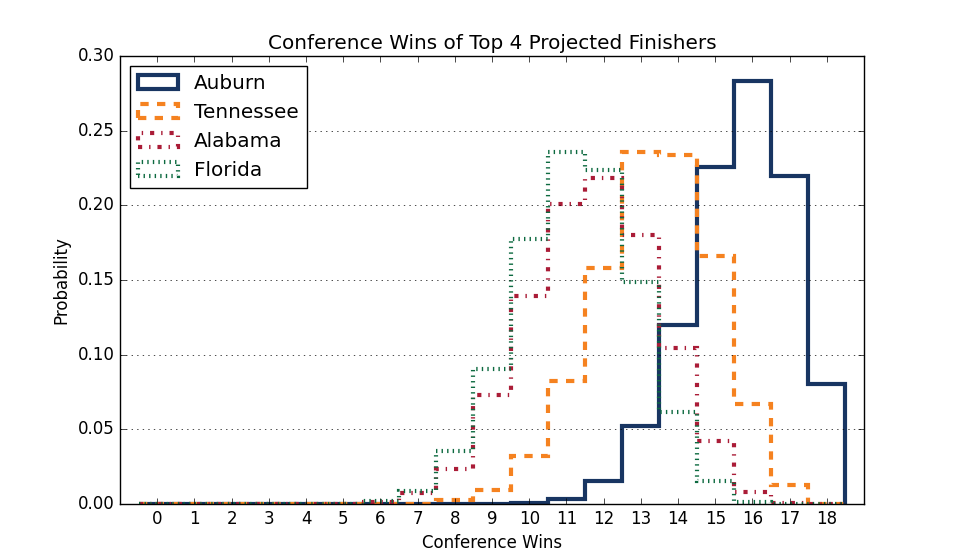 Conference Wins of Top 4 Projected Finishers
0.30
0.25
0.20
0.15
0.10
0.05
0.00
Probability
Auburn
Tennessee
Alabama
Florida
0 1 2 3 4 5 6 7 8 9 10 11 12 13 14 15 16 17 18
Conference Wins